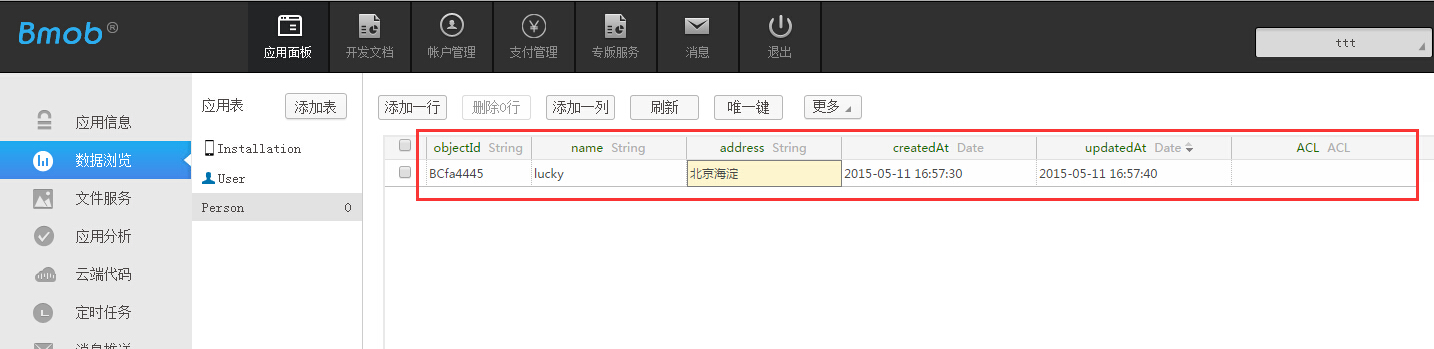 Bmob®
应用面板 开发文档 帐户管理 支付管理 专版服务 消息 退出
ttt
应用信息
数据浏览
文件服务
应用分析
云端代码
定时任务
消息推送
应用表 添加表
Installation
User
Person 0
添加一行 删除0行 添加一列 刷新 唯一键 更多
objectId String name String address String createdAt Date updatedAt Date ACL ACL
BCfa4445 lucky 北京海淀 2015-05-11 16:57:30 2015-05-11 16:57:40